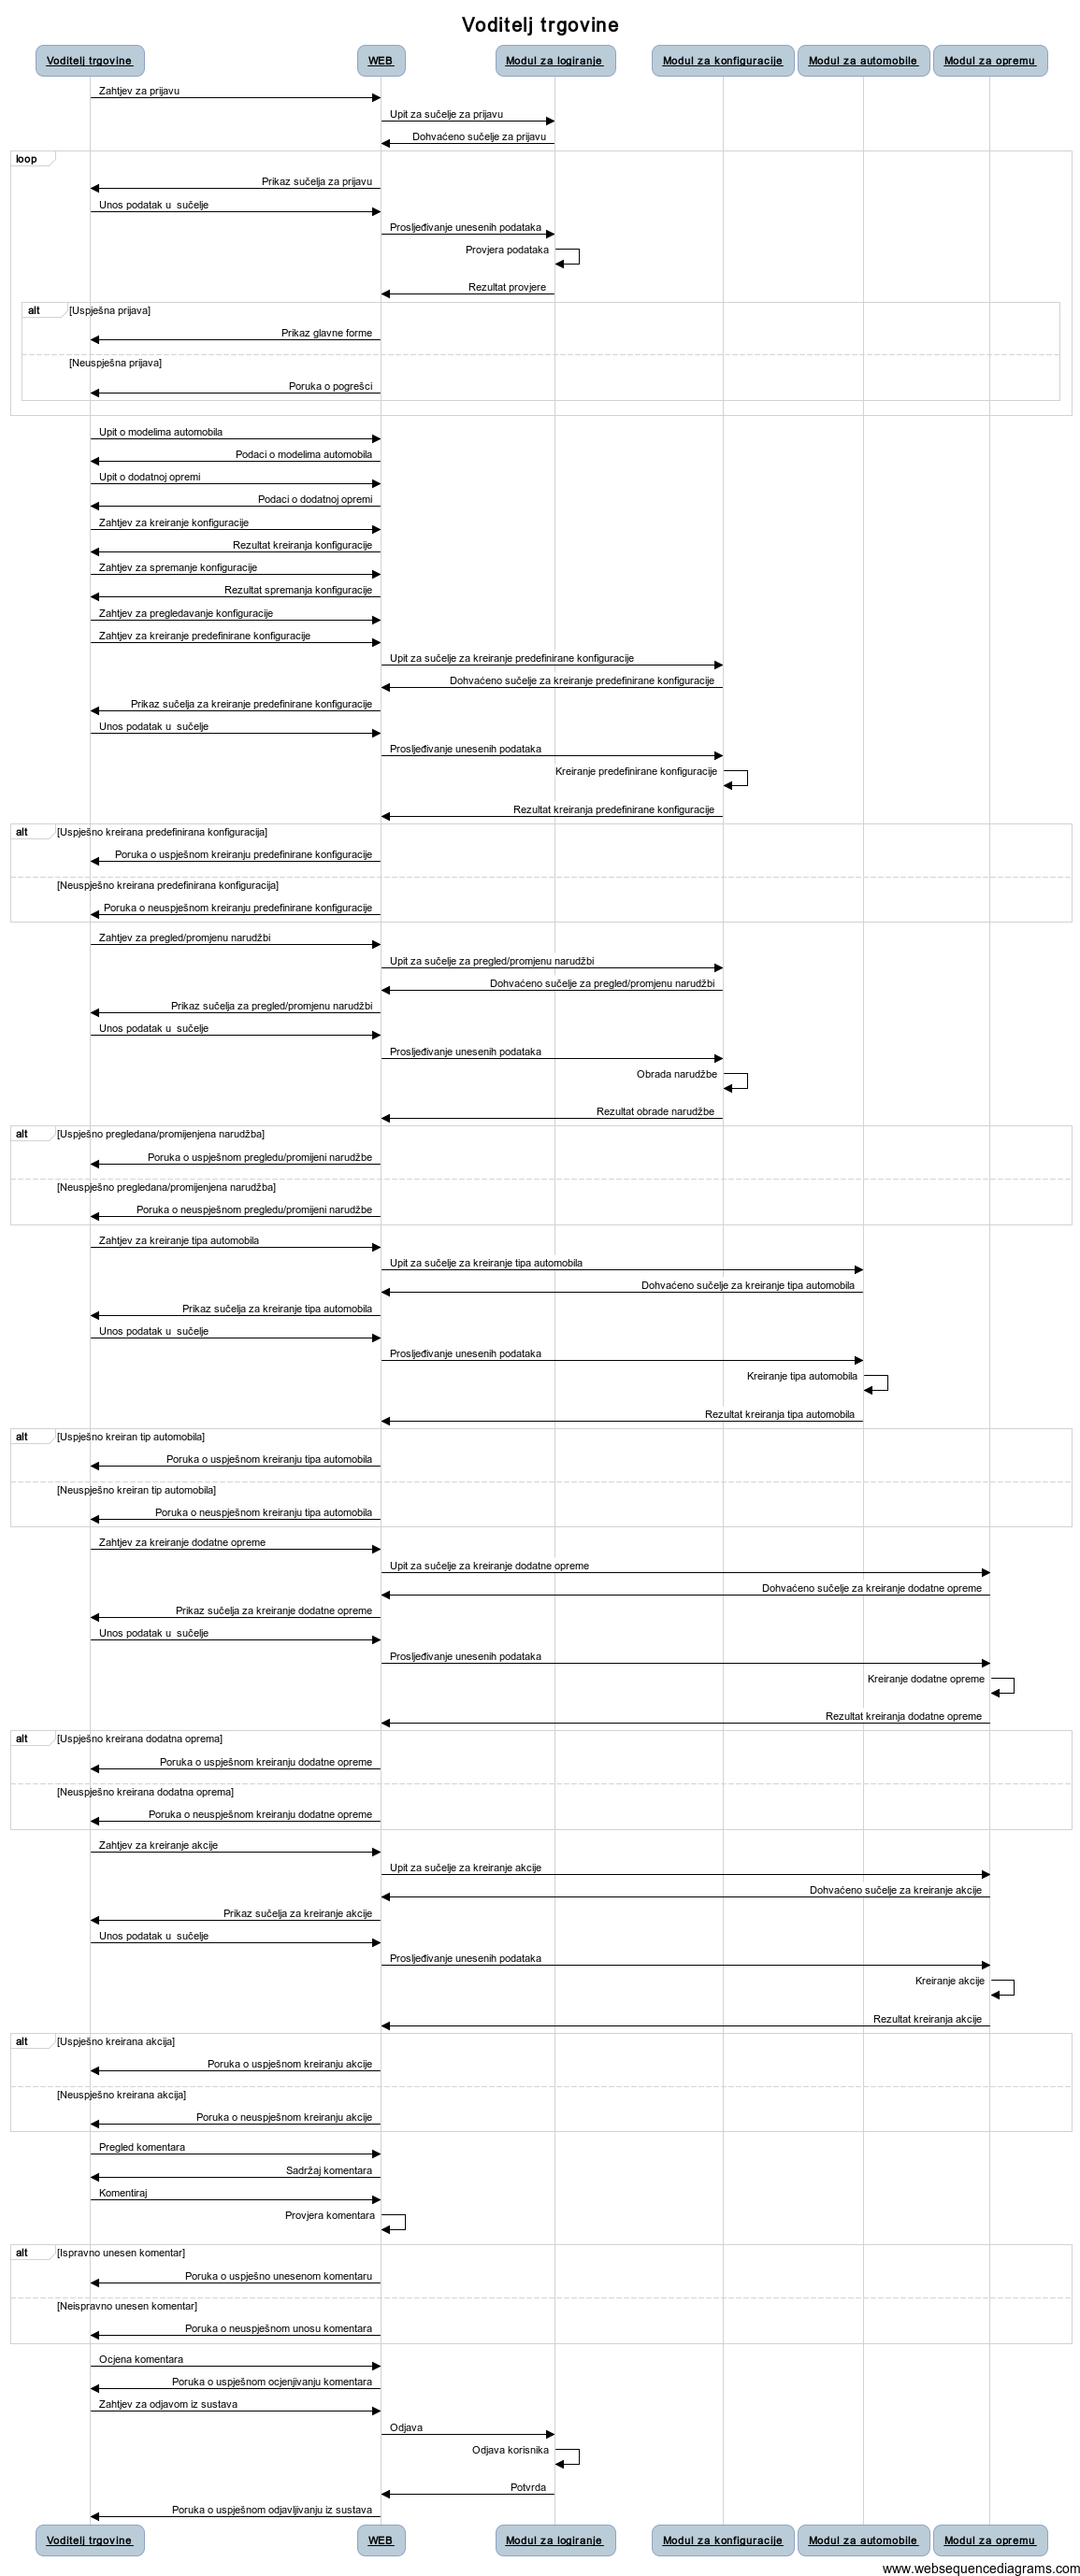 Voditelj trgovine
Voditelj trgovine WEB Modul za logiranje Modul za konfiguracije Modul za automobile Modul za opremu
Zahtjev za prijavu
Upit za sučelje za prijavu
Dohvaćeno sučelje za prijavu
loop
Prikaz sučelja za prijavu
Unos podatak u sučelje
Prosljeđivanje unesenih podataka
Provjera podataka
Rezultat provjere
alt [Uspješna prijava]
Prikaz glavne forme
[Neuspješna prijava]
Poruka o pogrešci
Upit o modelima automobila
Podaci o modelima automobila
Upit o dodatnoj opremi
Podaci o dodatnoj opremi
Zahtjev za kreiranje konfiguracije
Rezultat kreiranja konfiguracije
Zahtjev za spremanje konfiguracije
Rezultat spremanja konfiguracije
Zahtjev za pregledavanje konfiguracije
Zahtjev za kreiranje predefinirane konfiguracije
Upit za sučelje za kreiranje predefinirane konfiguracije
Dohvaćeno sučelje za kreiranje predefinirane konfiguracije
Prikaz sučelja za kreiranje predefinirane konfiguracije
Unos podatak u sučelje
Prosljeđivanje unesenih podataka
Kreiranje predefinirane konfiguracije
Rezultat kreiranja predefinirane konfiguracije
alt [Uspješno kreirana predefinirana konfiguracija]
Poruka o uspješnom kreiranju predefinirane konfiguracije
[Neuspješno kreirana predefinirana konfiguracija]
Poruka o neuspješnom kreiranju predefinirane konfiguracije
Zahtjev za pregled/promjenu narudžbi
Upit za sučelje za pregled/promjenu narudžbi
Dohvaćeno sučelje za pregled/promjenu narudžbi
Prikaz sučelja za pregled/promjenu narudžbi
Unos podatak u sučelje
Prosljeđivanje unesenih podataka
Obrada narudžbe
Rezultat obrade narudžbe
alt [Uspješno pregledana/promijenjena narudžba]
Poruka o uspješnom pregledu/promijeni narudžbe
[Neuspješno pregledana/promijenjena narudžba]
Poruka o neuspješnom pregledu/promijeni narudžbe
Zahtjev za kreiranje tipa automobila
Upit za sučelje za kreiranje tipa automobila
Dohvaćeno sučelje za kreiranje tipa automobila
Prikaz sučelja za kreiranje tipa automobila
Unos podatak u sučelje
Prosljeđivanje unesenih podataka
Kreiranje tipa automobila
Rezultat kreiranja tipa automobila
alt [Uspješno kreiran tip automobila]
Poruka o uspješnom kreiranju tipa automobila
[Neuspješno kreiran tip automobila]
Poruka o neuspješnom kreiranju tipa automobila
Zahtjev za kreiranje dodatne opreme
Upit za sučelje za kreiranje dodatne opreme
Dohvaćeno sučelje za kreiranje dodatne opreme
Prikaz sučelja za kreiranje dodatne opreme
Unos podatak u sučelje
Prosljeđivanje unesenih podataka
Kreiranje dodatne opreme
Rezultat kreiranja dodatne opreme
alt [Uspješno kreirana dodatna oprema]
Poruka o uspješnom kreiranju dodatne opreme
[Neuspješno kreirana dodatna oprema]
Poruka o neuspješnom kreiranju dodatne opreme
Zahtjev za kreiranje akcije
Upit za sučelje za kreiranje akcije
Dohvaćeno sučelje za kreiranje akcije
Prikaz sučelja za kreiranje akcije
Unos podatak u sučelje
Prosljeđivanje unesenih podataka
Kreiranje akcije
Rezultat kreiranja akcije
alt [Uspješno kreirana akcija]
Poruka o uspješnom kreiranju akcije
[Neuspješno kreirana akcija]
Poruka o neuspješnom kreiranju akcije
Pregled komentara
Sadržaj komentara
Komentiraj
Provjera komentara
alt [Ispravno unesen komentar]
Poruka o uspješno unesenom komentaru
[Neispravno unesen komentar]
Poruka o neuspješnom unosu komentara
Ocjena komentara
Poruka o uspješnom ocjenjivanju komentara
Zahtjev za odjavom iz sustava
Odjava
Odjava korisnika
Potvrda
Poruka o uspješnom odjavljivanju iz sustava
Voditelj trgovine WEB Modul za logiranje Modul za konfiguracije Modul za automobile Modul za opremu
www.websequencediagrams.com